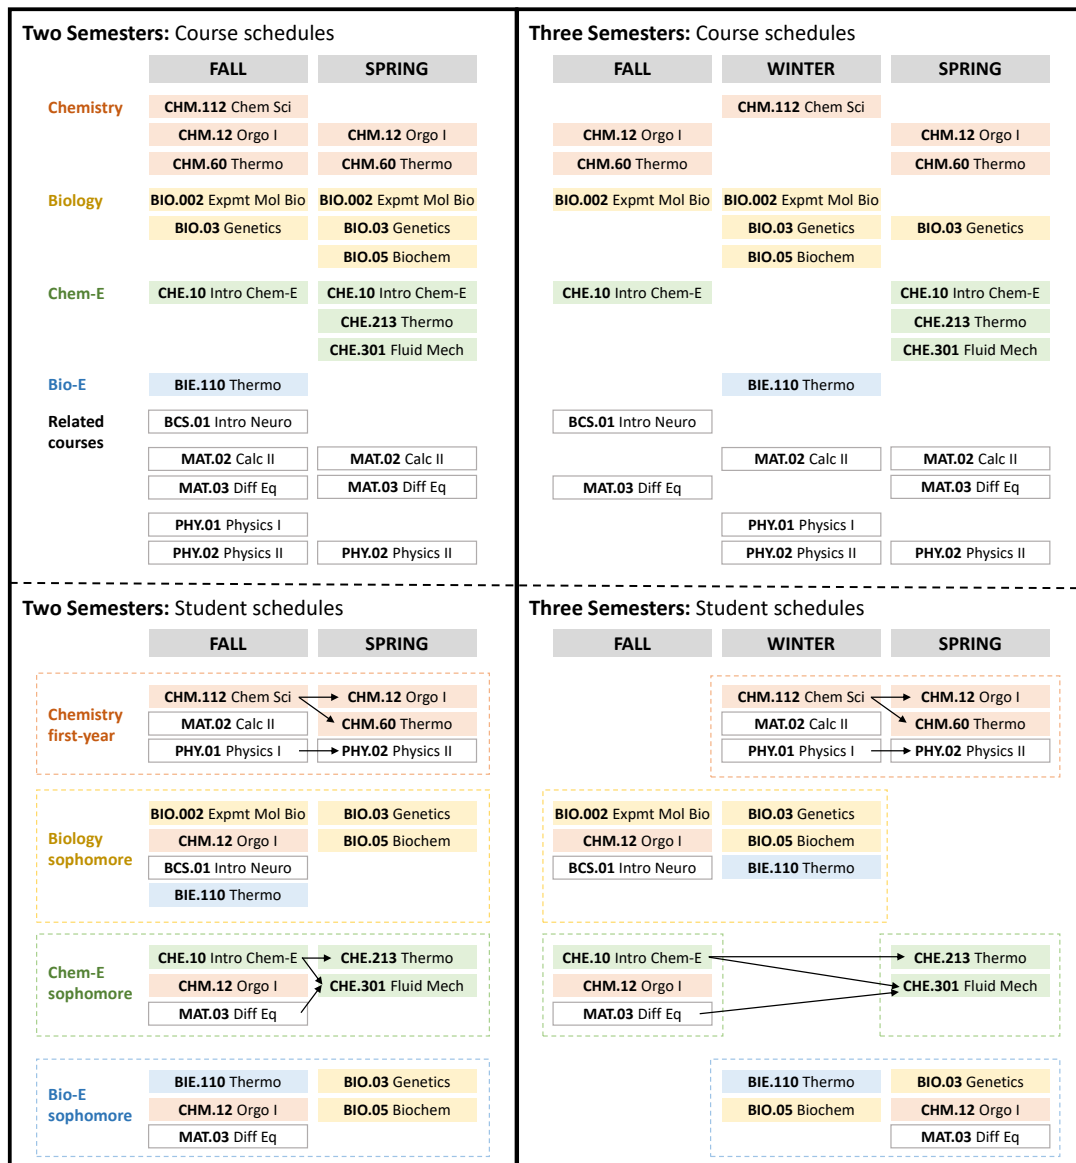 Two Semesters: Course schedules
FALL SPRING
Chemistry CHM.112 Chem Sci
CHM.12 Orgo I CHM.12 Orgo I
CHM.60 Thermo CHM.60 Thermo
Biology BIO.002 Expmt Mol Bio BIO.002 Expmt Mol Bio
BIO.03 Genetics BIO.03 Genetics
BIO.05 Biochem
Chem-E CHE.10 Intro Chem-E CHE.10 Intro Chem-E
CHE.213 Thermo
CHE.301 Fluid Mech
Bio-E BIE.110 Thermo
Related BCS.01 Intro Neuro
courses
MAT.02 Calc II MAT.02 Calc II
MAT.03 Diff Eq MAT.03 Diff Eq
PHY.01 Physics I
PHY.02 Physics II PHY.02 Physics II
Three Semesters: Course schedules
FALL WINTER SPRING
CHM.112 Chem Sci
CHM.12 Orgo I CHM.12 Orgo I
CHM.60 Thermo CHM.60 Thermo
BIO.002 Expmt Mol Bio BIO.002 Expmt Mol Bio
BIO.03 Genetics BIO.03 Genetics
BIO.05 Biochem
CHE.10 Intro Chem-E CHE.10 Intro Chem-E
CHE.213 Thermo
CHE.301 Fluid Mech
BIE.110 Thermo
BCS.01 Intro Neuro
MAT.02 Calc II MAT.02 Calc II
MAT.03 Diff Eq MAT.03 Diff Eq
PHY.01 Physics I
PHY.02 Physics II PHY.02 Physics II
Two Semesters: Student schedules
FALL SPRING
Chemistry
first-year
CHM.112 Chem Sci CHM.12 Orgo I
MAT.02 Calc II CHM.60 Thermo
PHY.01 Physics I PHY.02 Physics II
Biology
sophomore
BIO.002 Expmt Mol Bio BIO.03 Genetics
CHM.12 Orgo I BIO.05 Biochem
BCS.01 Intro Neuro
BIE.110 Thermo
Chem-E
sophomore
CHE.10 Intro Chem-E CHE.213 Thermo
CHM.12 Orgo I CHE.301 Fluid Mech
MAT.03 Diff Eq
Bio-E
sophomore
BIE.110 Thermo BIO.03 Genetics
CHM.12 Orgo I BIO.05 Biochem
MAT.03 Diff Eq
Three Semesters: Student schedules
FALL WINTER SPRING
CHM.112 Chem Sci CHM.12 Orgo I
MAT.02 Calc II CHM.60 Thermo
PHY.01 Physics I PHY.02 Physics II
BIO.002 Expmt Mol Bio BIO.03 Genetics
CHM.12 Orgo I BIO.05 Biochem
BCS.01 Intro Neuro BIE.110 Thermo
CHE.10 Intro Chem-E CHE.213 Thermo
CHM.12 Orgo I CHE.301 Fluid Mech
MAT.03 Diff Eq
BIE.110 Thermo BIO.03 Genetics
BIO.05 Biochem CHM.12 Orgo I
MAT.03 Diff Eq